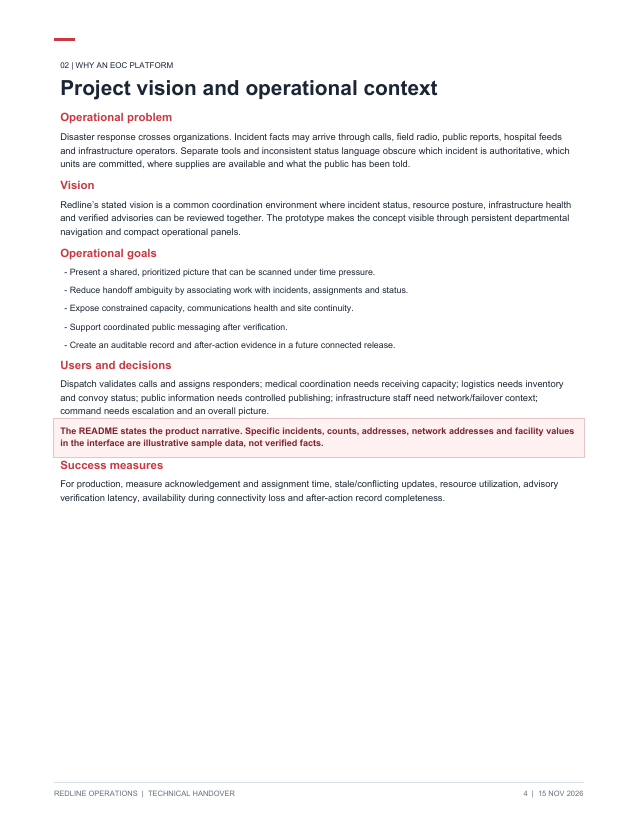 02 | WHY AN EOC PLATFORM
Project vision and operational context
Operational problem
Disaster response crosses organizations. Incident facts may arrive through calls, field radio, public reports, hospital feeds
and infrastructure operators. Separate tools and inconsistent status language obscure which incident is authoritative, which
units are committed, where supplies are available and what the public has been told.
Vision
Redline's stated vision is a common coordination environment where incident status, resource posture, infrastructure health
and verified advisories can be reviewed together. The prototype makes the concept visible through persistent departmental
navigation and compact operational panels.
Operational goals
- Present a shared, prioritized picture that can be scanned under time pressure.
- Reduce handoff ambiguity by associating work with incidents, assignments and status.
- Expose constrained capacity, communications health and site continuity.
- Support coordinated public messaging after verification.
- Create an auditable record and after-action evidence in a future connected release.
Users and decisions
Dispatch validates calls and assigns responders; medical coordination needs receiving capacity; logistics needs inventory
and convoy status; public information needs controlled publishing; infrastructure staff need network/failover context;
command needs escalation and an overall picture.
The README states the product narrative. Specific incidents, counts, addresses, network addresses and facility values
in the interface are illustrative sample data, not verified facts.
Success measures
For production, measure acknowledgement and assignment time, stale/conflicting updates, resource utilization, advisory
verification latency, availability during connectivity loss and after-action record completeness.
REDLINE OPERATIONS | TECHNICAL HANDOVER
4 | 15 NOV 2026